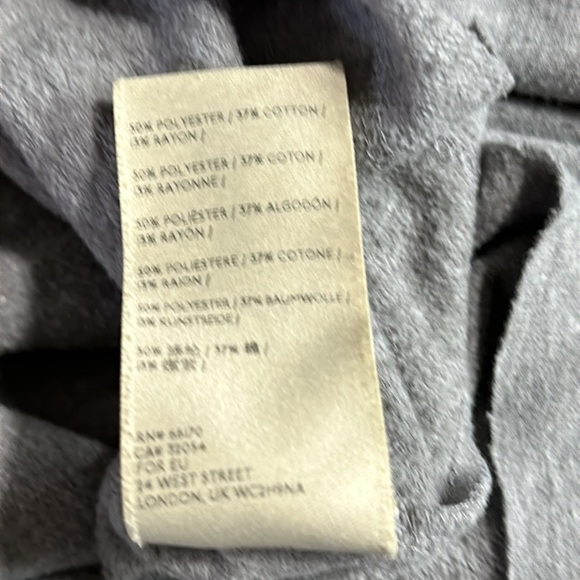 50% POLYESTER / 37% COTTON /
13% RAYON /
50% POLYESTER / 37% COTON /
13% RAYONNE /
50% POLIÉSTER / 37% ALGODÓN /
13% RAYÓN /
50% POLIESTERE / 37% COTONE /
13% RAION /
50% POLYESTER / 37% BAUMWOLLE /
13% KUNSTSEIDE /
50% / 37% 綿 /
13% /
RN#
CA#
FOR EU
24 WEST STREET
LONDON, UK WC2H9NA